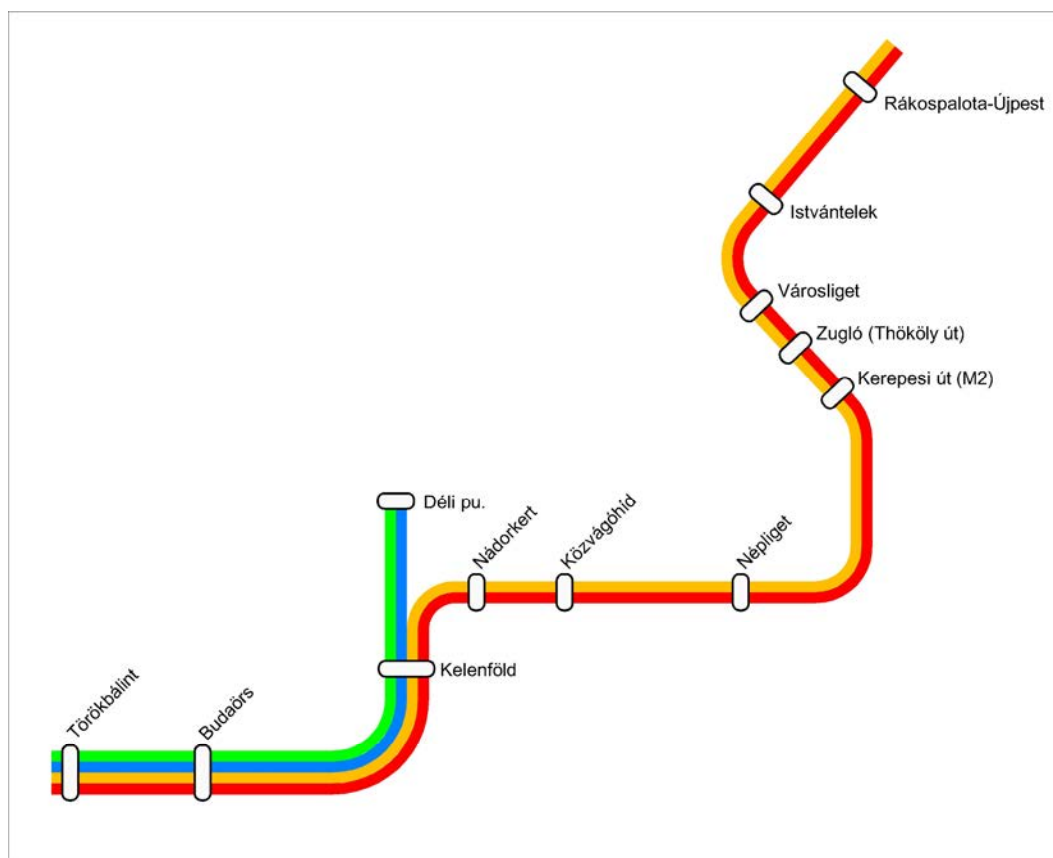 Rákospalota-Újpest
Istvántelek
Városliget
Zugló (Thököly út)
Kerepesi út (M2)
Déli pu.
Nádorkert
Közvágóhíd
Népliget
Kelenföld
Törökbálint
Budaörs